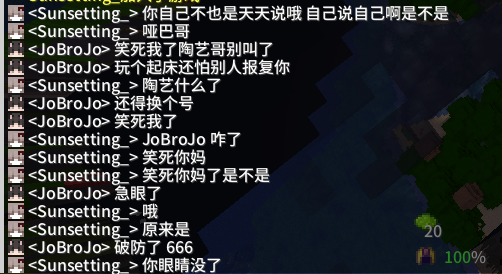 <Sunsetting_> 你自己不也是天天说哦 自己说自己啊是不是
<Sunsetting_> 哑巴哥
<JoBroJo> 笑死我了陶艺哥别叫了
<JoBroJo> 玩个起床还怕别人报复你
<Sunsetting_> 陶艺什么了
<JoBroJo> 还得换个号
<JoBroJo> 笑死我了
<Sunsetting_> JoBroJo 咋了
<Sunsetting_> 笑死你妈
<Sunsetting_> 笑死你妈了是不是
<JoBroJo> 急眼了
<Sunsetting_> 哦
<Sunsetting_> 原来是
<JoBroJo> 破防了 666
<Sunsetting_> 你眼睛没了
20
100%